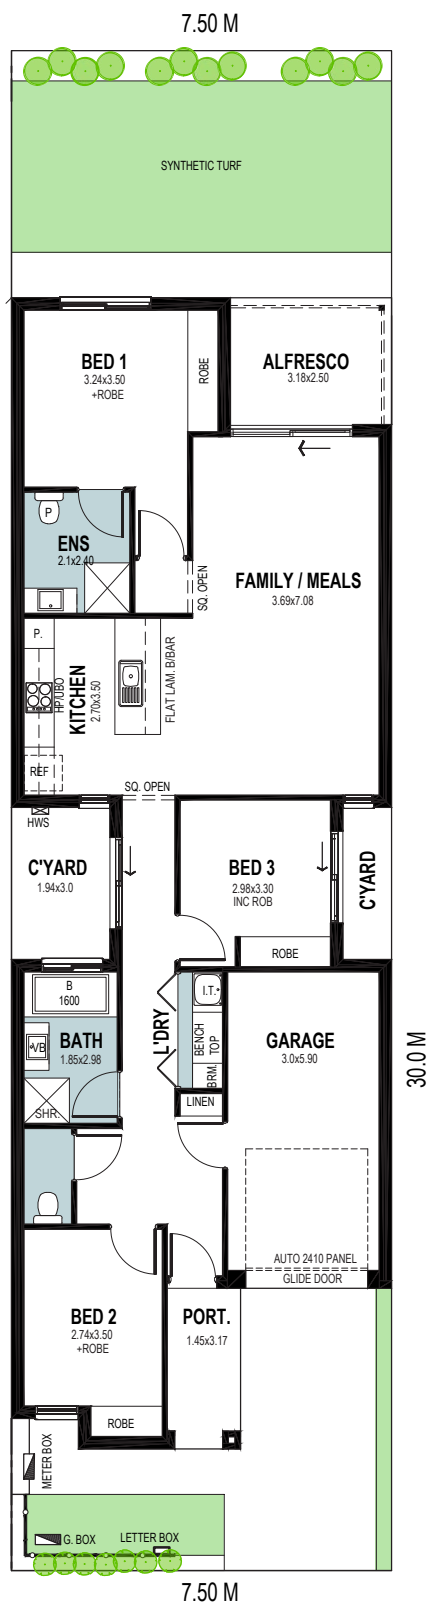 7.50 M
SYNTHETIC TURF
BED 1
3.24x3.50
+ROBE
ROBE
ALFRESCO
3.18x2.50
P
ENS
2.1x2.40
SQ. OPEN
FAMILY / MEALS
3.69x7.08
P.
HP/UBO
KITCHEN
2.70x3.50
FLAT LAM. B/BAR
REF
SQ. OPEN
HWS
C'YARD
1.94x3.0
BED 3
2.98x3.30
INC ROB
C'YARD
ROBE
B
1600
I.T.
L'DRY
BENCH
TOP
BRM.
VB
BATH
1.85x2.98
SHR.
LINEN
GARAGE
3.0x5.90
30.0 M
AUTO 2410 PANEL
GLIDE DOOR
BED 2
2.74x3.50
+ROBE
PORT.
1.45x3.17
ROBE
METER BOX
G. BOX
LETTER BOX
7.50 M